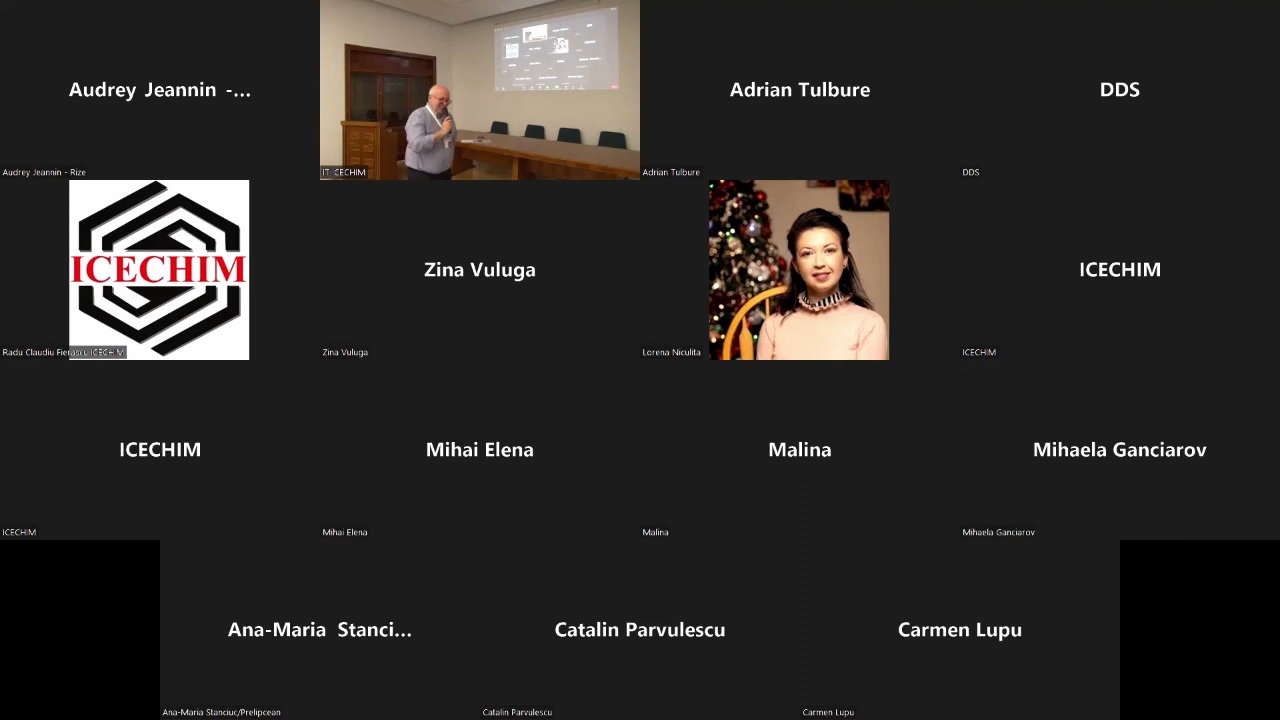 Audrey Jeannin -...
Audrey Jeannin - Rize
IT ICECHIM
Adrian Tulbure
Adrian Tulbure
DDS
DDS
ICECHIM
Radu Claudiu Fierascu ICECHIM
Zina Vuluga
Zina Vuluga
Lorena Niculita
ICECHIM
ICECHIM
ICECHIM
ICECHIM
Mihai Elena
Mihai Elena
Malina
Malina
Mihaela Ganciarov
Mihaela Ganciarov
Ana-Maria Stanci...
Ana-Maria Stanciuc/Prelipcean
Catalin Parvulescu
Catalin Parvulescu
Carmen Lupu
Carmen Lupu